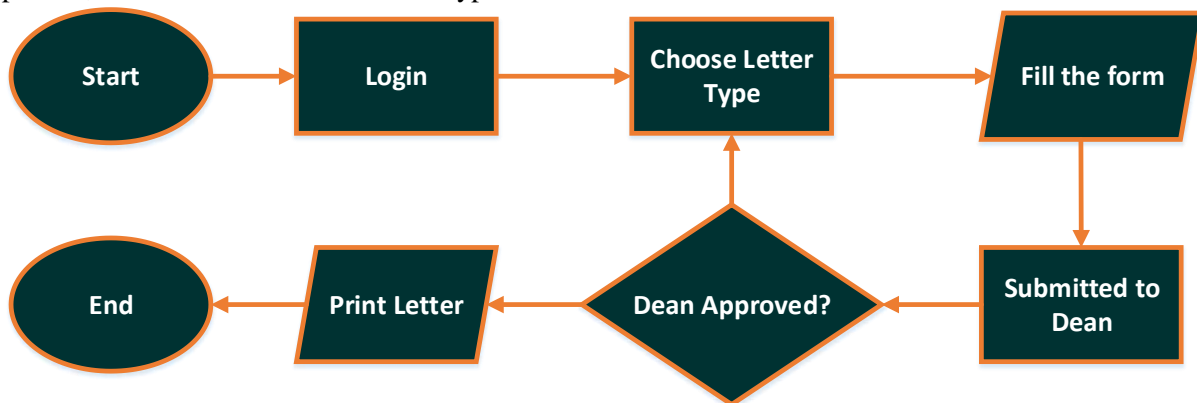 Start
Login
Choose Letter
Type
Fill the form
End
Print Letter
Dean Approved?
Submitted to
Dean